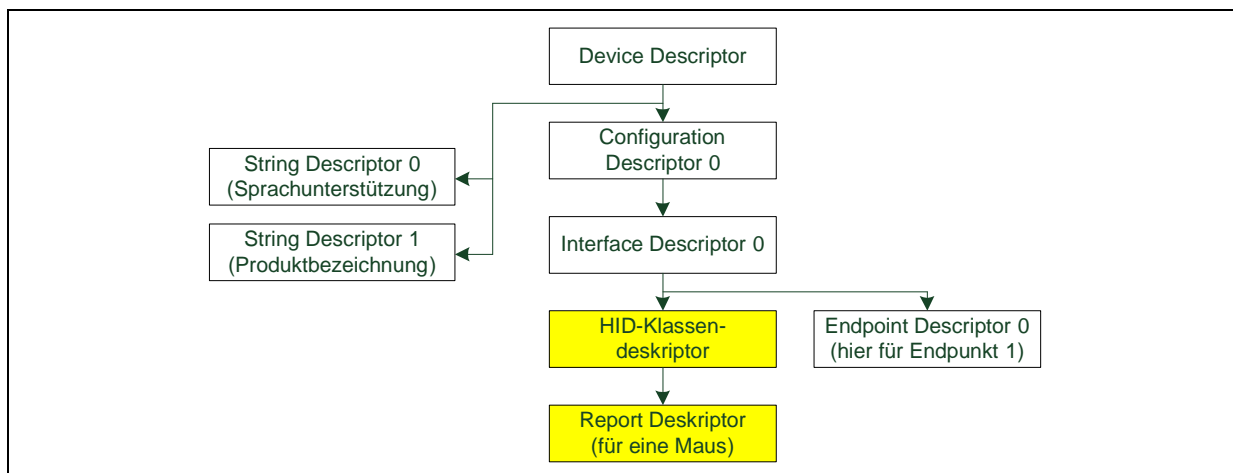 Device Descriptor
Configuration
Descriptor 0
String Descriptor 0
(Sprachunterstützung)
String Descriptor 1
(Produktbezeichnung)
Interface Descriptor 0
HID-Klassen-
deskriptor
Endpoint Descriptor 0
(hier für Endpunkt 1)
Report Deskriptor
(für eine Maus)